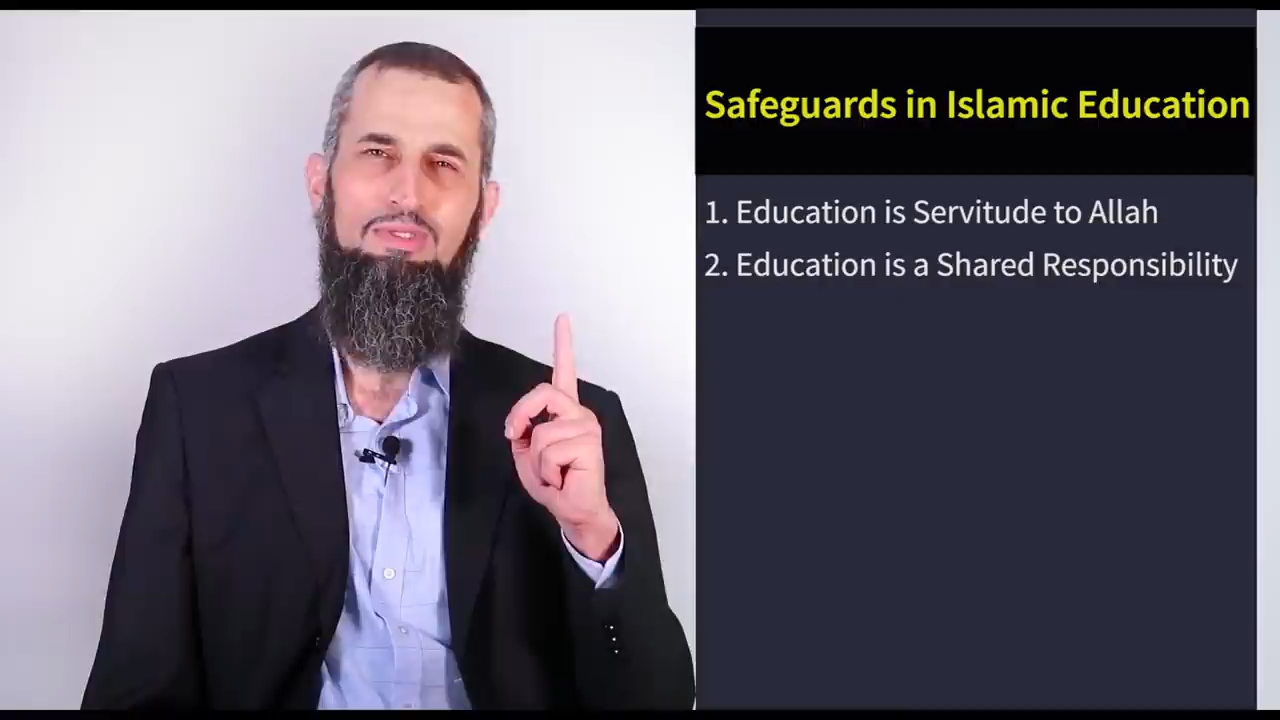 Safeguards in Islamic Education
1. Education is Servitude to Allah
2. Education is a Shared Responsibility